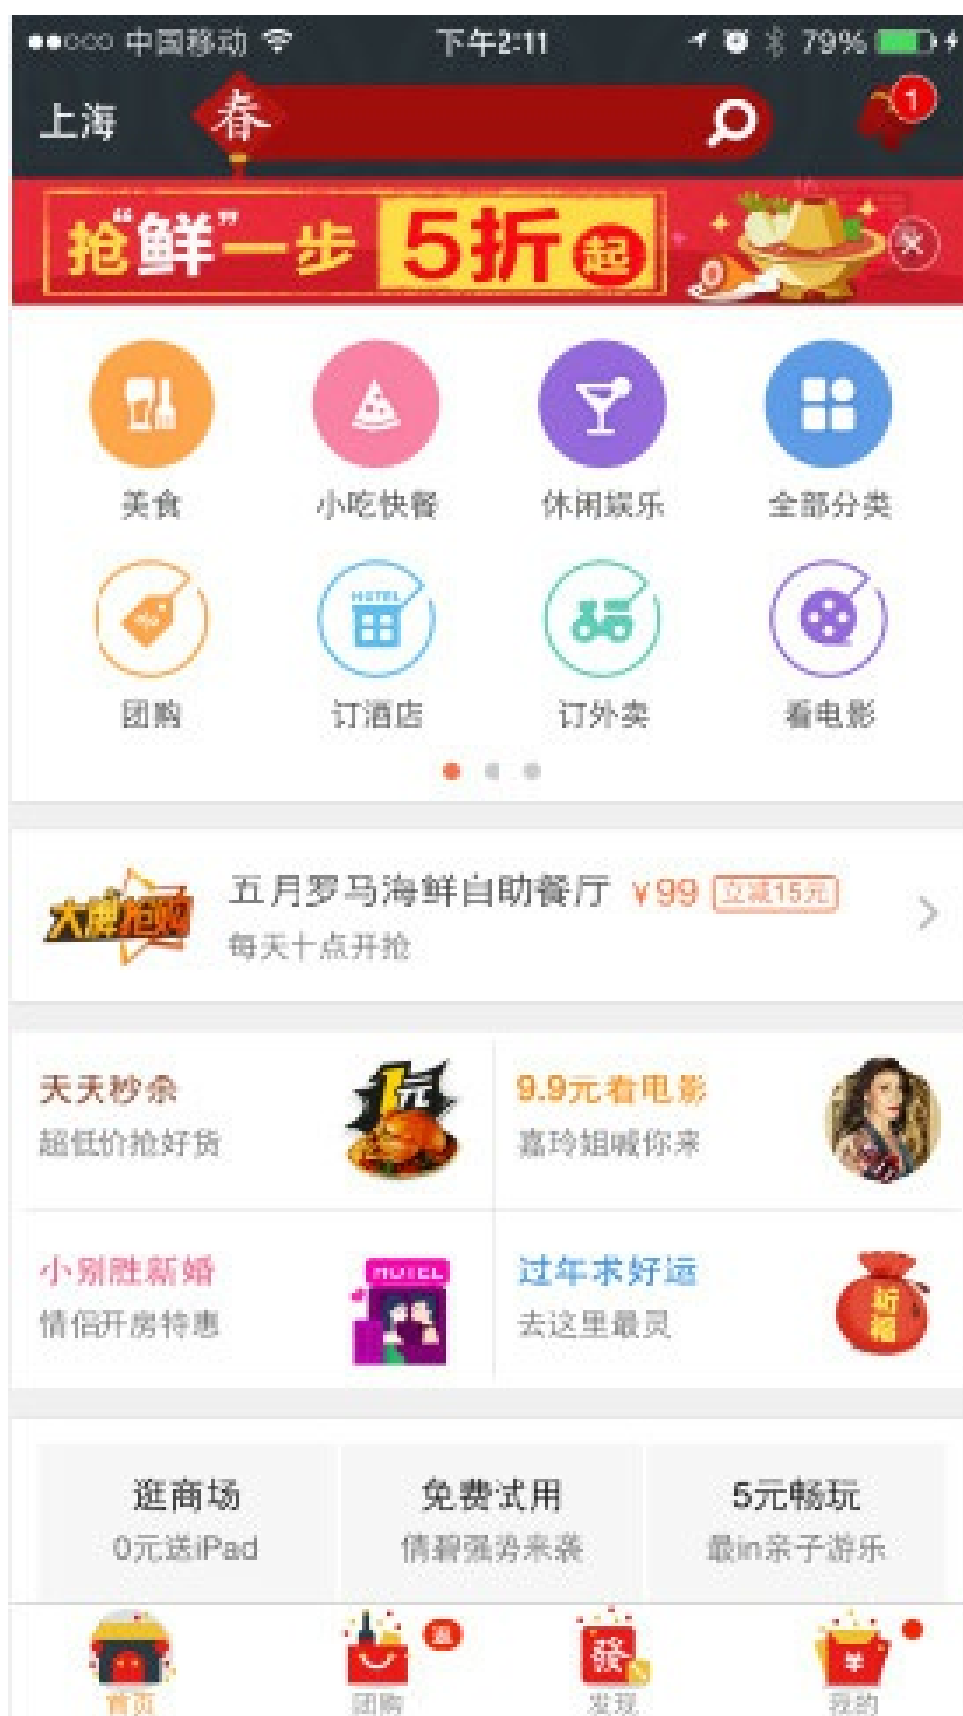 中国移动 下午2:11 79%
上海 春 1
抢“鲜”一步 5折起
美食 小吃快餐 休闲娱乐 全部分类
HOTEL
团购 订酒店 订外卖 看电影
大牌抢购
五月罗马海鲜自助餐厅 ¥99 立减15元
每天十点开抢
天天秒杀 1元 9.9元看电影
超低价抢好货 嘉玲姐喊你来
小别胜新婚 HOTEL 过年求好运
情侣开房特惠 去这里最灵 祈福
逛商场 免费试用 5元畅玩
0元送iPad 倩碧强势来袭 最in亲子游乐
發 ¥
首页 团购 发现 我的